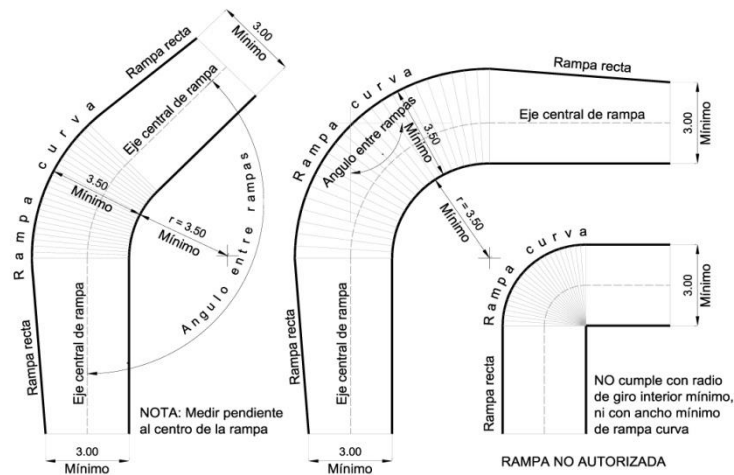 3.00
Mínimo
Rampa recta
Eje central de rampa
Rampa curva
3.50
Mínimo
r = 3.50
Mínimo
Angulo entre rampas
Eje central de rampa
Rampa recta
NOTA: Medir pendiente
al centro de la rampa
3.00
Mínimo
Rampa recta
Rampa curva
Eje central de rampa
3.00
Mínimo
Angulo entre rampas
3.50
Mínimo
r = 3.50
Mínimo
Eje central de rampa
Rampa recta
3.00
Mínimo
Rampa curva
3.00
Mínimo
Rampa recta
NO cumple con radio
de giro interior mínimo,
ni con ancho mínimo
de rampa curva
RAMPA NO AUTORIZADA